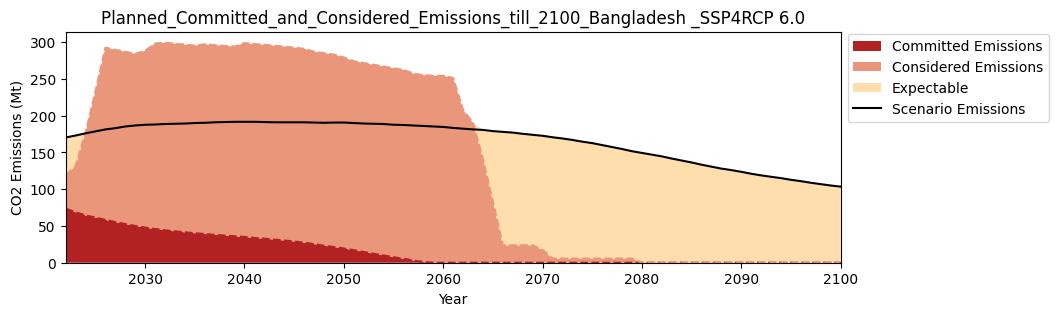 Planned_Committed_and_Considered_Emissions_till_2100_Bangladesh _SSP4RCP 6.0
300
250
200
150
100
50
0
CO2 Emissions (Mt)
2030 2040 2050 2060 2070 2080 2090 2100
Year
Committed Emissions
Considered Emissions
Expectable
Scenario Emissions